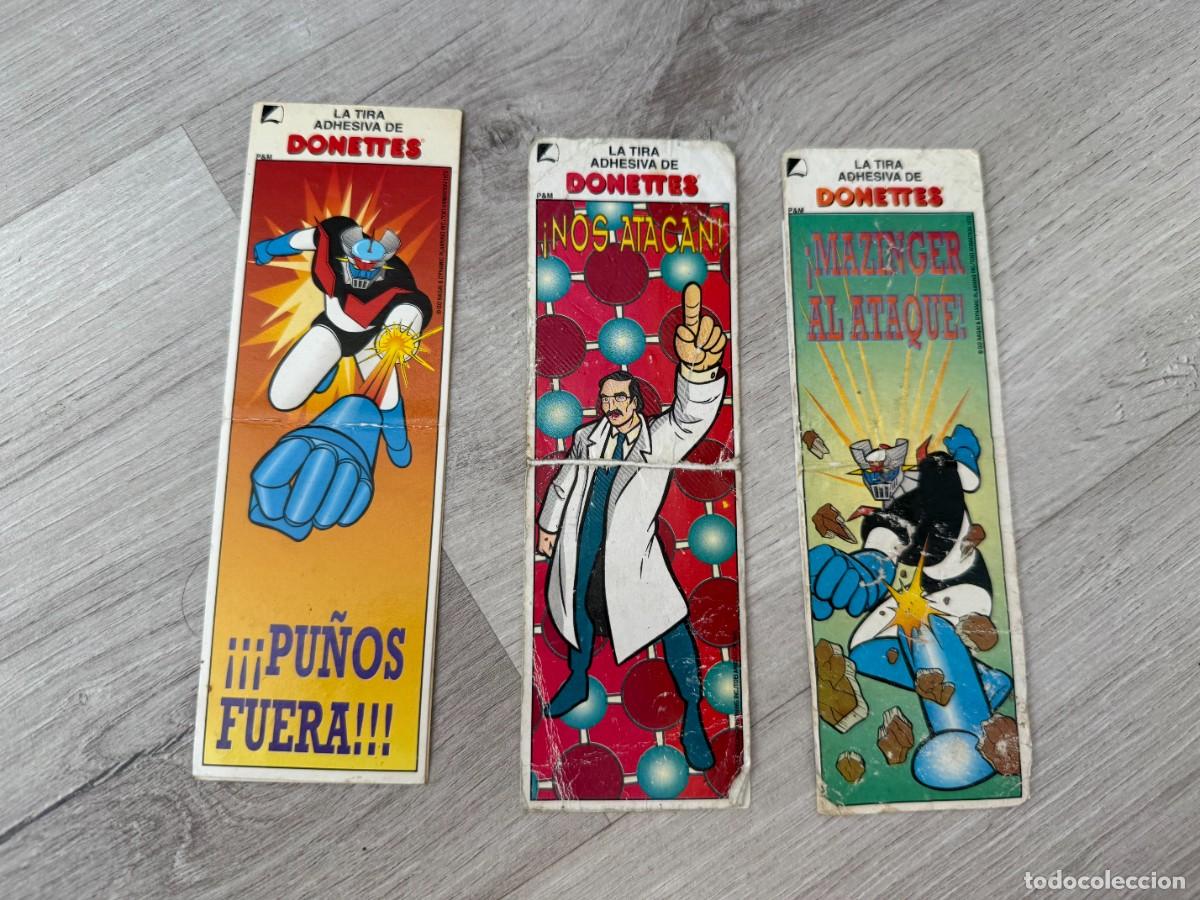 LA TIRA
ADHESIVA DE
DONETTES
P&M
¡¡¡PUÑOS
FUERA!!!
LA TIRA
ADHESIVA DE
DONETTES
P&M
¡NOS ATACAN!
LA TIRA
ADHESIVA DE
DONETTES
P&M
¡MAZINGER
AL ATAQUE!
todocoleccion